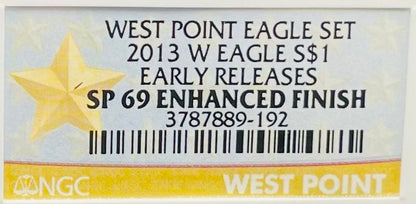 WEST POINT EAGLE SET
2013 W EAGLE S$1
EARLY RELEASES
SP 69 ENHANCED FINISH
3787889-192
NGC WEST POINT